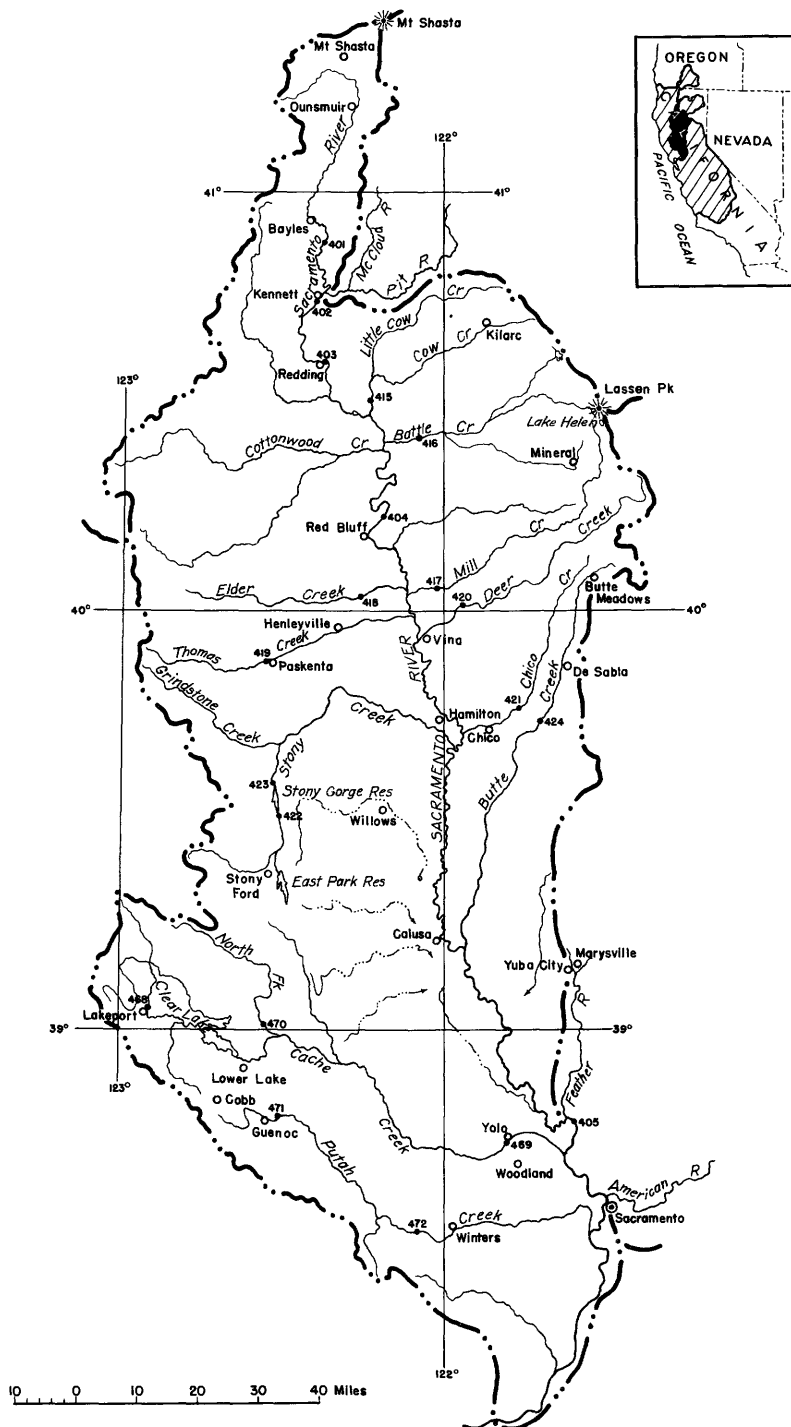 Mt Shasta
Mt Shasta
Ounsmuir
River
122°
41°
41°
Bayles
401
Sacramento
Mc Cloud R
Pit R
Kennett
402
Little Cow Cr
Kilarc
Cow Cr
403
Redding
123°
Lassen Pk
415
Lake Helen
Battle Cr
416
Cottonwood Cr
Mineral
404
Red Bluff
Mill Cr
Deer Creek
417
Elder Creek
418
420
Butte Meadows
40°
40°
Henleyville
Vina
Thomas Creek
419
Paskenta
RIVER
Chico Cr
De Sabla
Grindstone Creek
421
Creek
424
Hamilton
Chico
Creek
Stony
SACRAMENTO
Butte
423
Stony Gorge Res
422
Willows
Stony Ford
East Park Res
North Fk
Calusa
Marysville
Yuba City
468
Lakeport
Clear Lake
470
39°
39°
R
Cache
Lower Lake
123°
Feather
Cobb
471
Guenoc
Creek
405
Yolo
469
Woodland
Putah
American R
Sacramento
Creek
472
Winters
122°
10 0 10 20 30 40 Miles
OREGON
NEVADA
CALIFORNIA
PACIFIC OCEAN